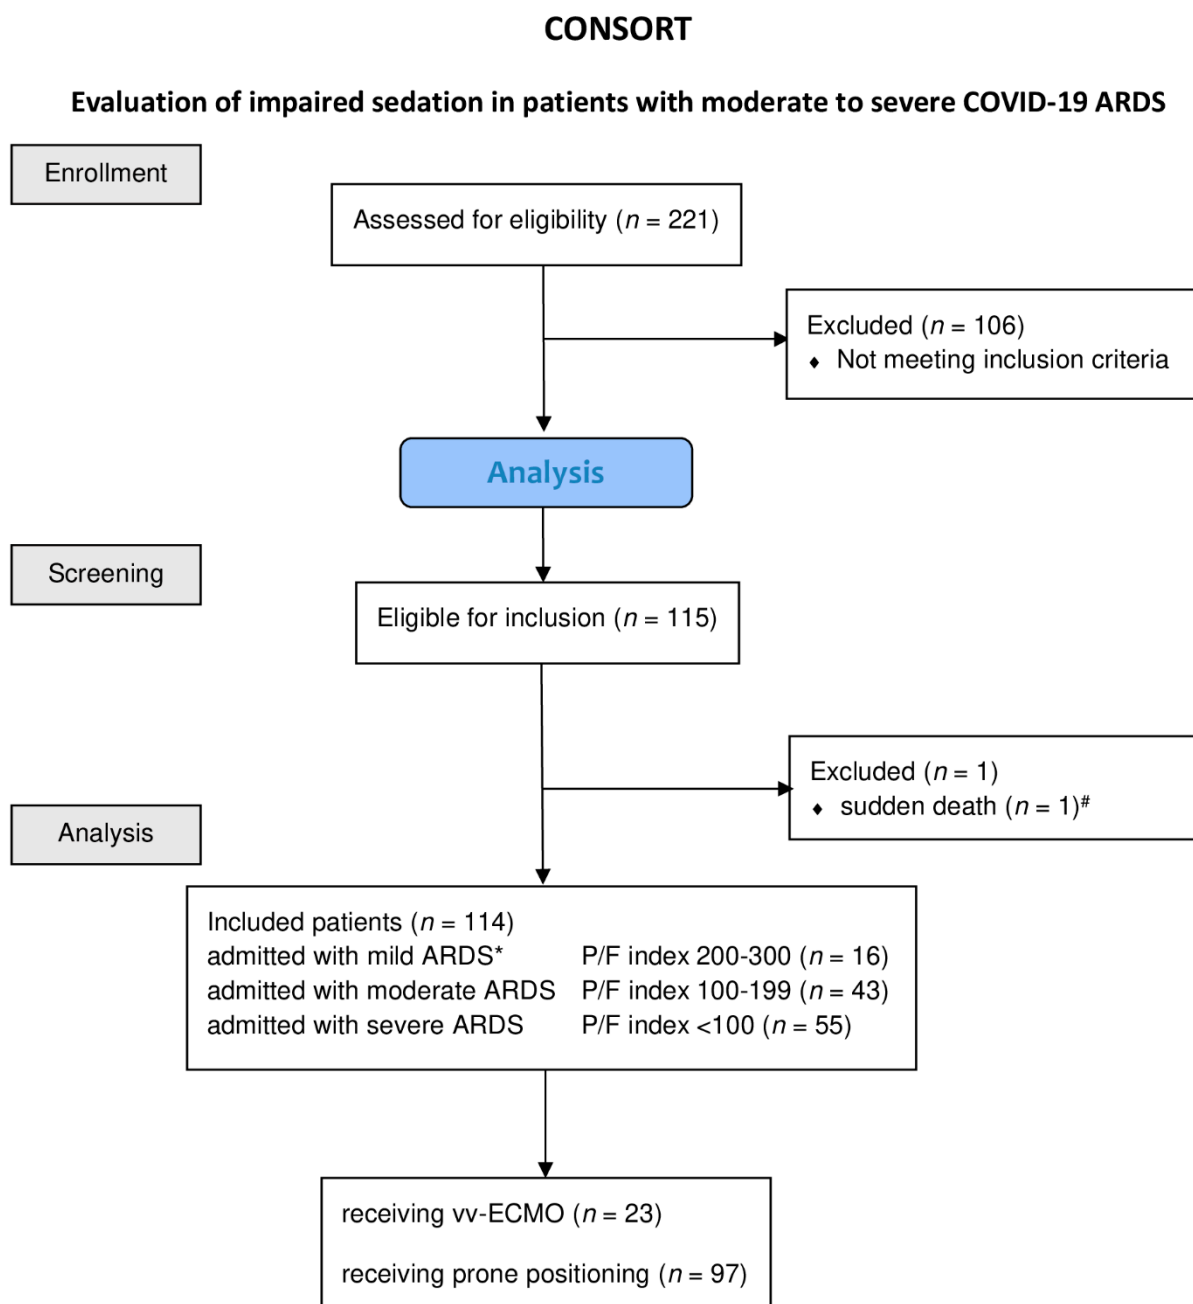 CONSORT
Evaluation of impaired sedation in patients with moderate to severe COVID-19 ARDS
Enrollment
Assessed for eligibility (n = 221)
Excluded (n = 106)
♦ Not meeting inclusion criteria
Analysis
Screening
Eligible for inclusion (n = 115)
Excluded (n = 1)
♦ sudden death (n = 1)#
Analysis
Included patients (n = 114)
admitted with mild ARDS* P/F index 200-300 (n = 16)
admitted with moderate ARDS P/F index 100-199 (n = 43)
admitted with severe ARDS P/F index <100 (n = 55)
receiving vv-ECMO (n = 23)
receiving prone positioning (n = 97)